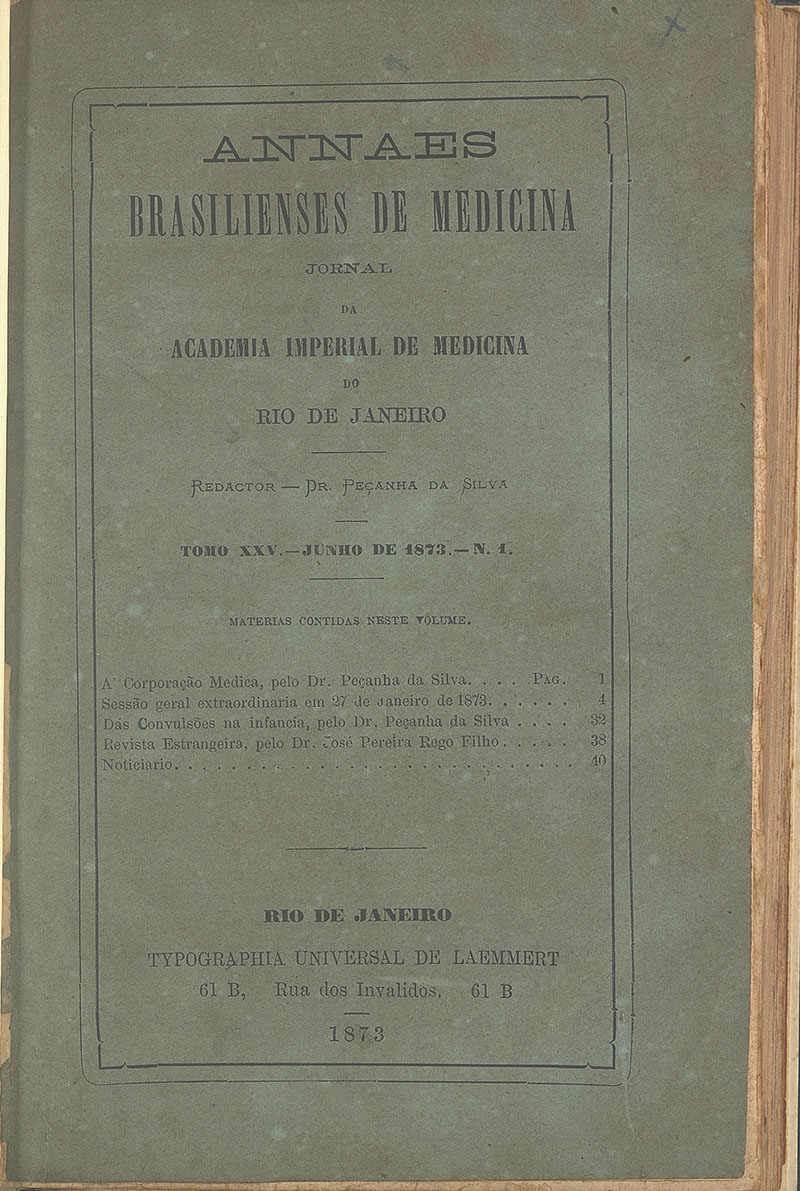 ANNAES
BRASILIENSES DE MEDICINA
JORNAL
DA
ACADEMIA IMPERIAL DE MEDICINA
DO
RIO DE JANEIRO
REDACTOR — DR. PEÇANHA DA SILVA
TOMO XXV.—JUNHO DE 1873.—N. 1.
MATERIAS CONTIDAS NESTE VOLUME.
A' Corporação Medica, pelo Dr. Peçanha da Silva. . . . PAG. 1
Sessão geral extraordinaria em 27 de Janeiro de 1873. . . . . . 4
Das Convulsões na infancia, pelo Dr. Peçanha da Silva . . . . 32
Revista Estrangeira, pelo Dr. José Pereira Rego Filho. . . . . 38
Noticiario. . . . . . . . . . . . . . . . . . . . . . . . . . . . 40
RIO DE JANEIRO
TYPOGRAPHIA UNIVERSAL DE LAEMMERT
61 B, Rua dos Invalidos, 61 B
1873